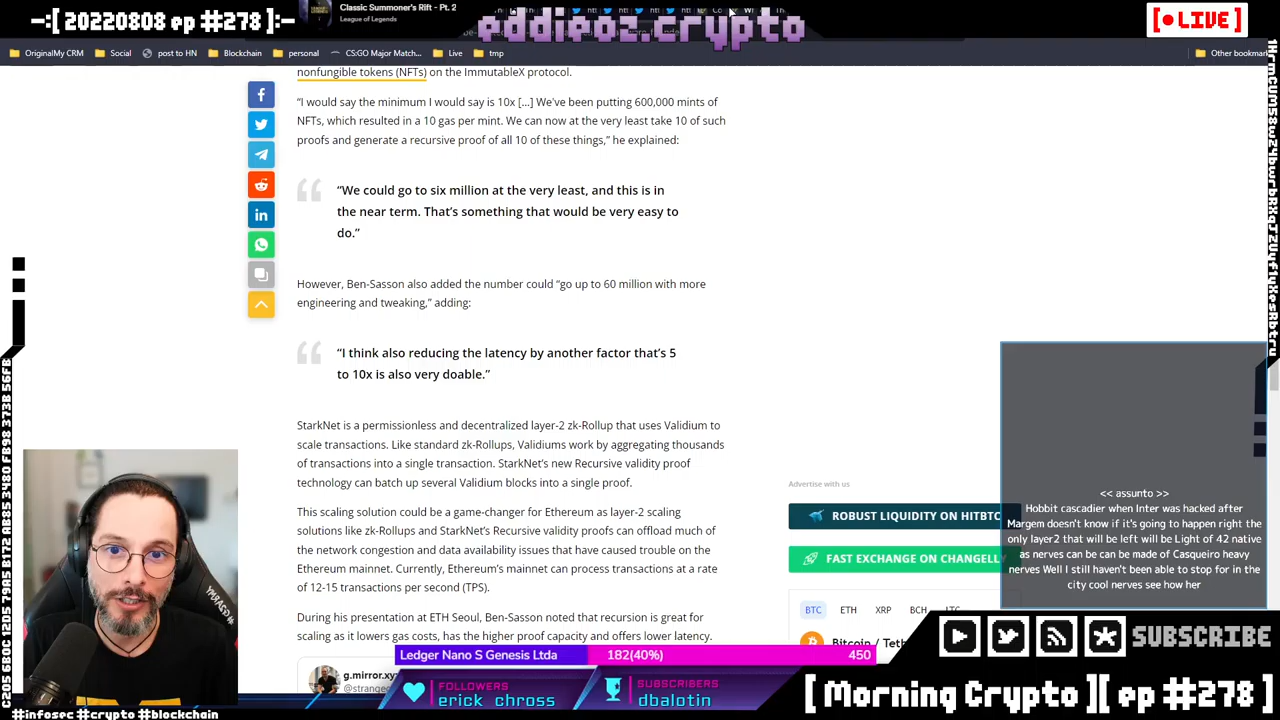 -:[ 20220808 ep #278 ]:-
Classic Summoner's Rift - Pt. 2
League of Legends
eddieoz.crypto
[● LIVE ]
OriginalMy CRM
Social
post to HN
Blockchain
personal
CS:GO Major Match...
Live
tmp
Other bookmar
nonfungible tokens (NFTs) on the ImmutableX protocol.
“I would say the minimum I would say is 10x […] We've been putting 600,000 mints of
NFTs, which resulted in a 10 gas per mint. We can now at the very least take 10 of such
proofs and generate a recursive proof of all 10 of these things,” he explained:
“We could go to six million at the very least, and this is in
the near term. That’s something that would be very easy to
do.”
However, Ben-Sasson also added the number could “go up to 60 million with more
engineering and tweaking,” adding:
“I think also reducing the latency by another factor that’s 5
to 10x is also very doable.”
StarkNet is a permissionless and decentralized layer-2 zk-Rollup that uses Validium to
scale transactions. Like standard zk-Rollups, Validiums work by aggregating thousands
of transactions into a single transaction. StarkNet’s new Recursive validity proof
technology can batch up several Validium blocks into a single proof.
This scaling solution could be a game-changer for Ethereum as layer-2 scaling
solutions like zk-Rollups and StarkNet’s Recursive validity proofs can offload much of
the network congestion and data availability issues that have caused trouble on the
Ethereum mainnet. Currently, Ethereum’s mainnet can process transactions at a rate
of 12-15 transactions per second (TPS).
During his presentation at ETH Seoul, Ben-Sasson noted that recursion is great for
scaling as it lowers gas costs, has the higher proof capacity and offers lower latency.
g.mirror.xy
@strange
Advertise with us
ROBUST LIQUIDITY ON HITBTC
FAST EXCHANGE ON CHANGELLY
BTC
ETH
XRP
BCH
LTC
Bitcoin / Teth
<< assunto >>
Hobbit cascadier when Inter was hacked after
Margem doesn't know if it's going to happen right the
only layer2 that will be left will be Light of 42 native
as nerves can be can be made of Casqueiro heavy
nerves Well I still haven't been able to stop for in the
city cool nerves see how her
YMRAGON
SUBSCRIBE
Ledger Nano S Genesis Ltda
182(40%)
450
FOLLOWERS
erick_chross
SUBSCRIBERS
dbalotin
[ Morning Crypto ][ ep #278 ]
#infosec #crypto #blockchain